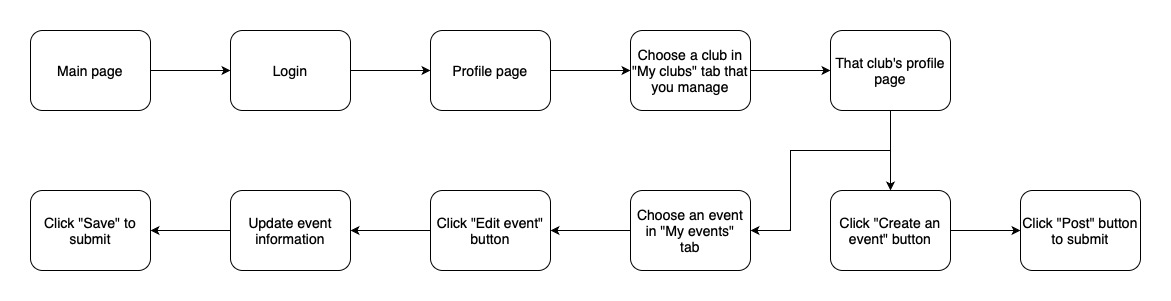 Main page
Login
Profile page
Choose a club in
"My clubs" tab that
you manage
That club's profile
page
Click "Save" to
submit
Update event
information
Click "Edit event"
button
Choose an event
in "My events"
tab
Click "Create an
event" button
Click "Post" button
to submit